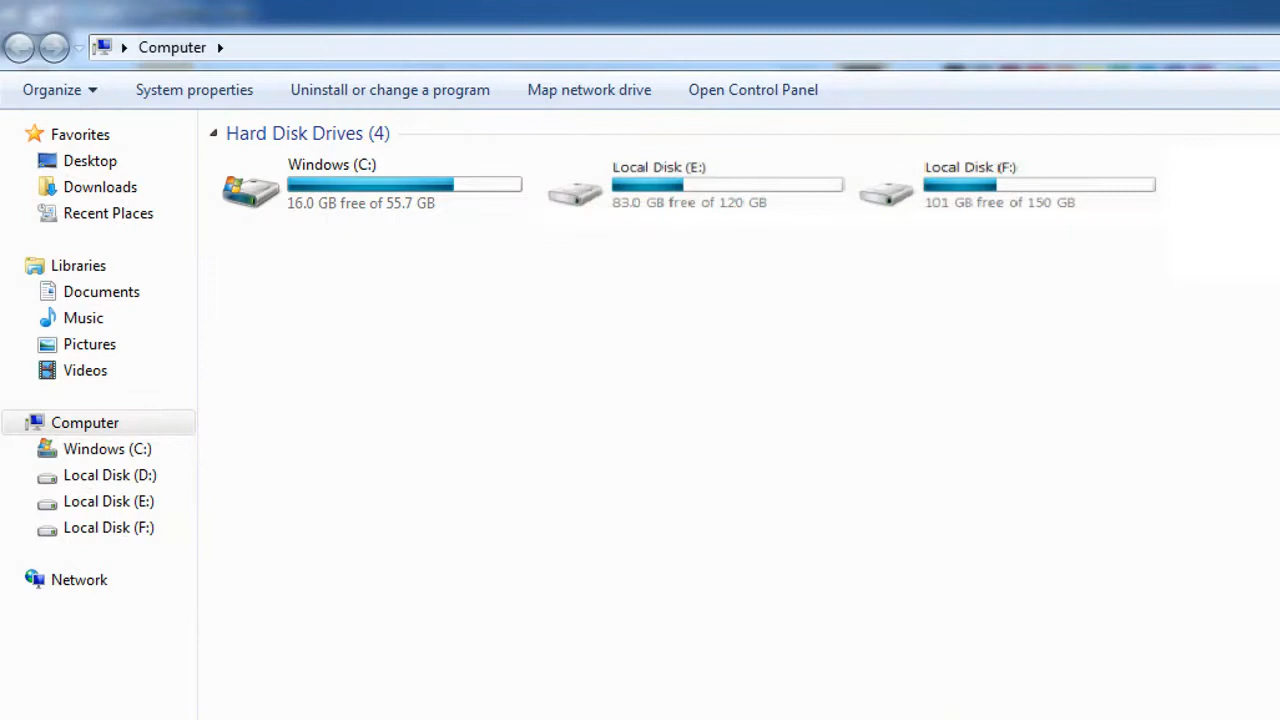 Computer
Organize
System properties
Uninstall or change a program
Map network drive
Open Control Panel
Favorites
Desktop
Downloads
Recent Places
Libraries
Documents
Music
Pictures
Videos
Computer
Windows (C:)
Local Disk (D:)
Local Disk (E:)
Local Disk (F:)
Network
Hard Disk Drives (4)
Windows (C:)
16.0 GB free of 55.7 GB
Local Disk (E:)
83.0 GB free of 120 GB
Local Disk (F:)
101 GB free of 150 GB